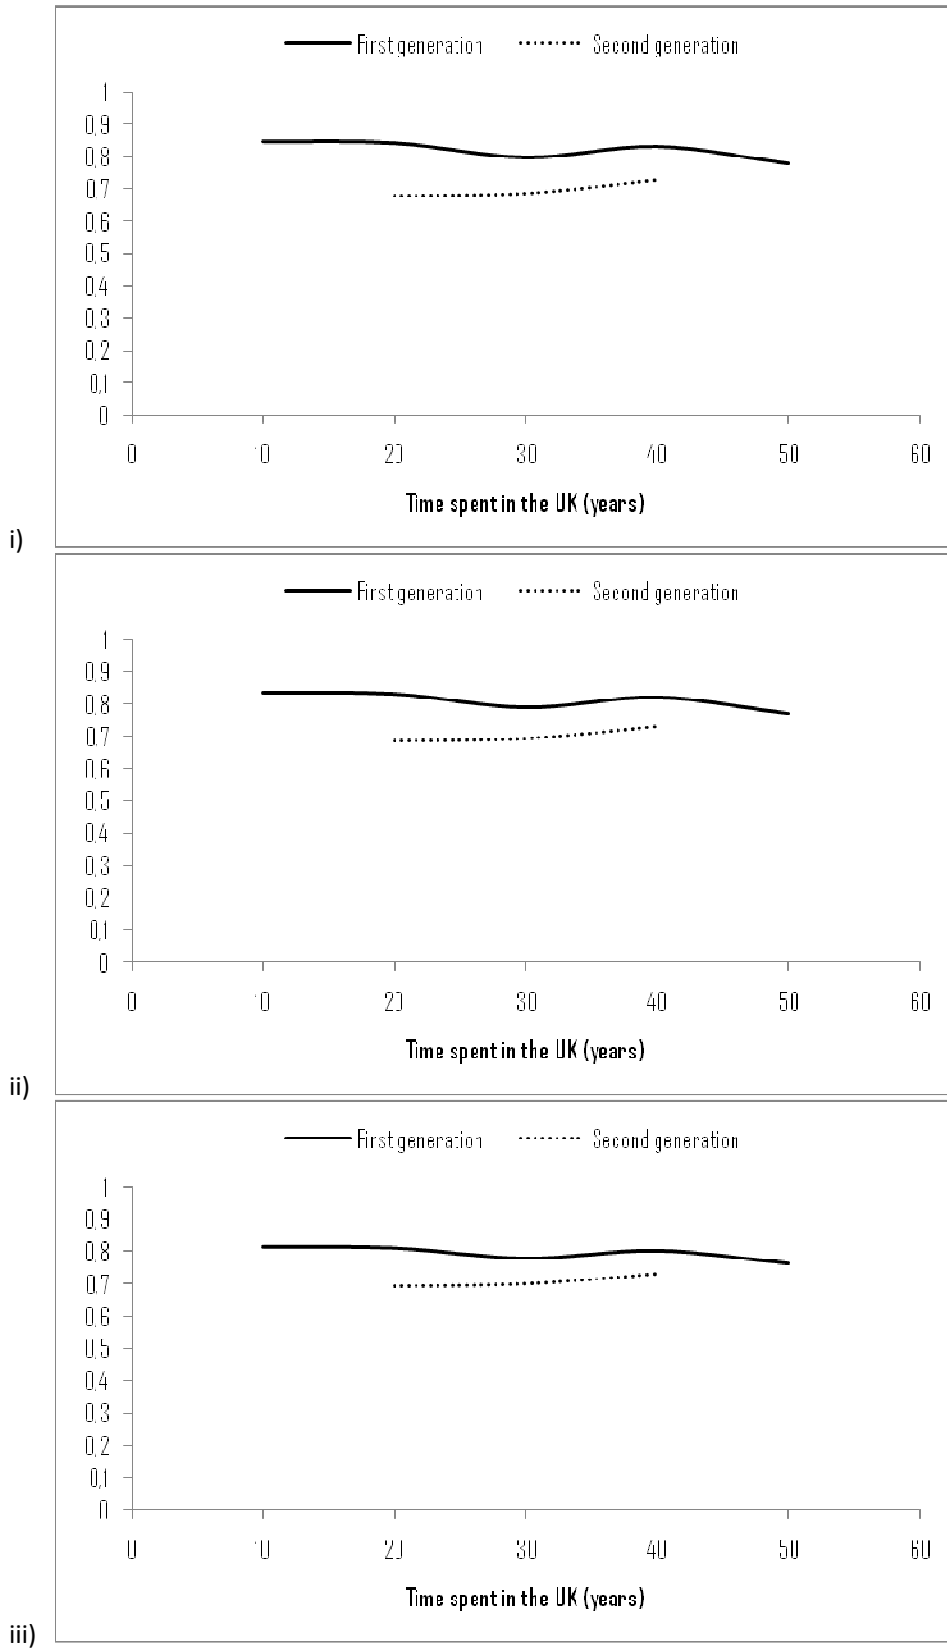 First generation Second generation
1
0,9
0,8
0,7
0,6
0,5
0,4
0,3
0,2
0,1
0
0 10 20 30 40 50 60
Time spent in the UK (years)
i)
First generation Second generation
1
0,9
0,8
0,7
0,6
0,5
0,4
0,3
0,2
0,1
0
0 10 20 30 40 50 60
Time spent in the UK (years)
ii)
First generation Second generation
1
0,9
0,8
0,7
0,6
0,5
0,4
0,3
0,2
0,1
0
0 10 20 30 40 50 60
Time spent in the UK (years)
iii)